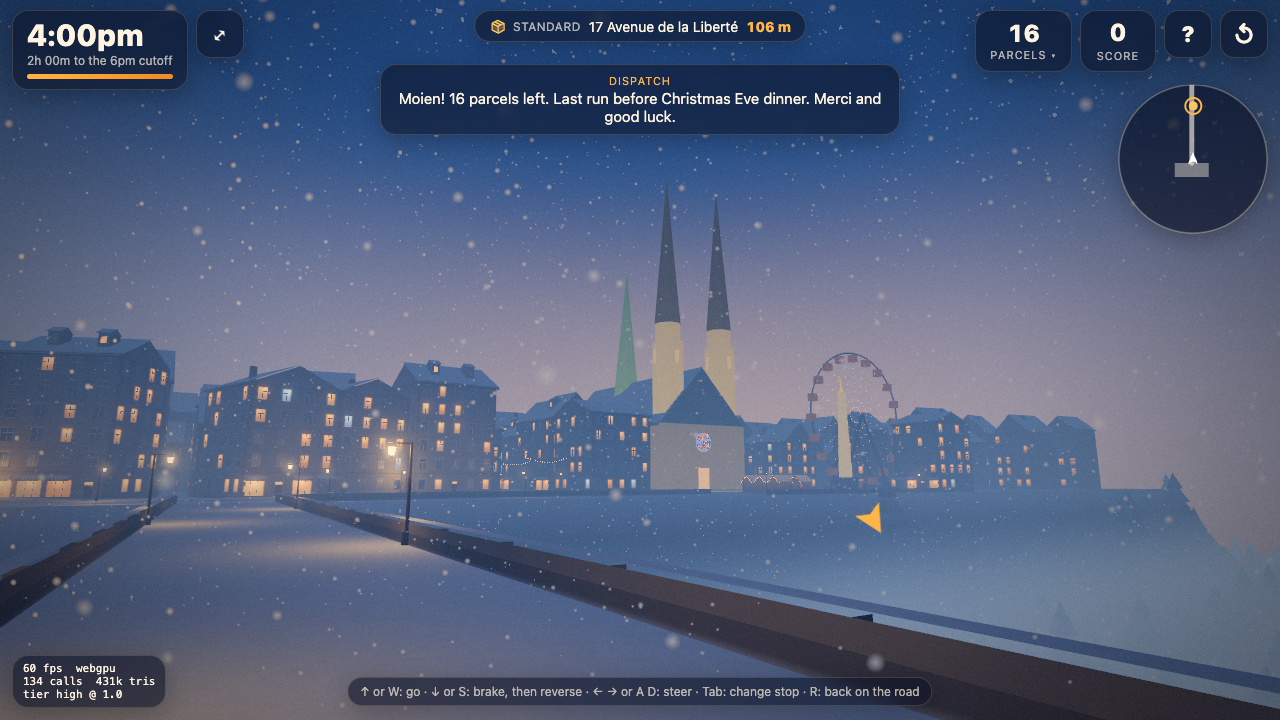 4:00pm
2h 00m to the 6pm cutoff
STANDARD 17 Avenue de la Liberté 106 m
16
PARCELS
0
SCORE
?
DISPATCH
Moien! 16 parcels left. Last run before Christmas Eve dinner. Merci and
good luck.
60 fps webgpu
134 calls 431k tris
tier high @ 1.0
↑ or W: go · ↓ or S: brake, then reverse · ← → or A D: steer · Tab: change stop · R: back on the road